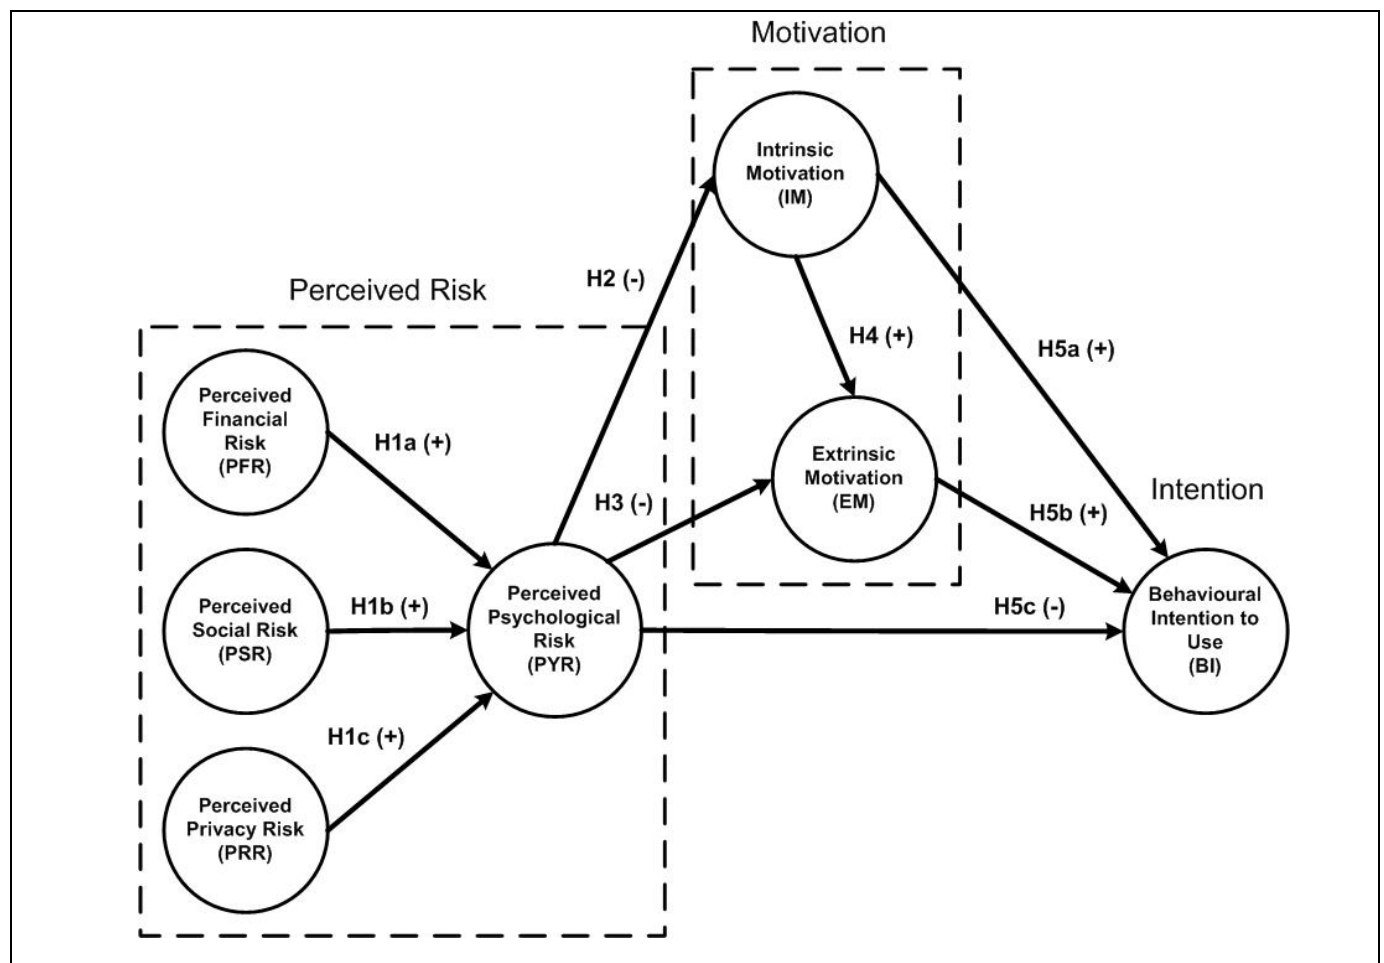 Motivation
Intrinsic
Motivation
(IM)
H2 (-)
Perceived Risk
H4 (+)
H5a (+)
Perceived
Financial
Risk
(PFR)
H1a (+)
Extrinsic
Motivation
(EM)
H3 (-)
H5b (+)
Intention
Perceived
Social Risk
(PSR)
H1b (+)
Perceived
Psychological
Risk
(PYR)
H5c (-)
Behavioural
Intention to
Use
(BI)
H1c (+)
Perceived
Privacy Risk
(PRR)